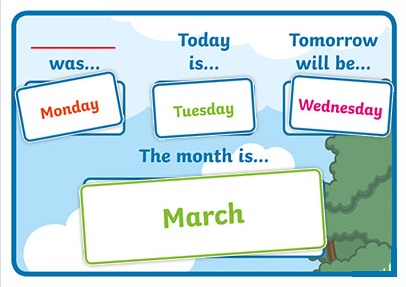 was...
Monday
Today
is...
Tuesday
Tomorrow
will be...
Wednesday
The month is...
March